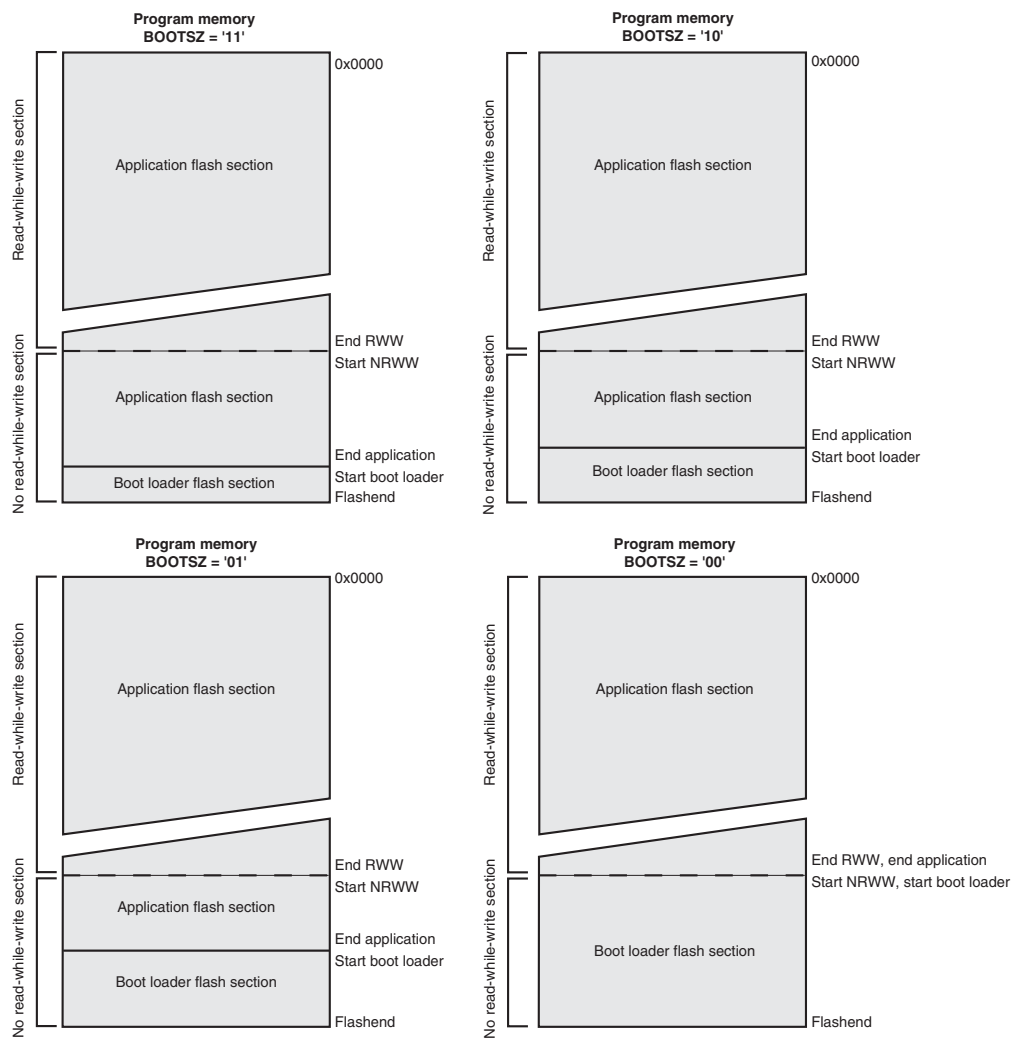 Program memory
BOOTSZ = '11'
0x0000
Read-while-write section
Application flash section
End RWW
Start NRWW
No read-while-write section
Application flash section
End application
Start boot loader
Boot loader flash section
Flashend
Program memory
BOOTSZ = '10'
0x0000
Read-while-write section
Application flash section
End RWW
Start NRWW
No read-while-write section
Application flash section
End application
Start boot loader
Boot loader flash section
Flashend
Program memory
BOOTSZ = '01'
0x0000
Read-while-write section
Application flash section
End RWW
Start NRWW
No read-while-write section
Application flash section
End application
Start boot loader
Boot loader flash section
Flashend
Program memory
BOOTSZ = '00'
0x0000
Read-while-write section
Application flash section
End RWW, end application
Start NRWW, start boot loader
No read-while-write section
Boot loader flash section
Flashend